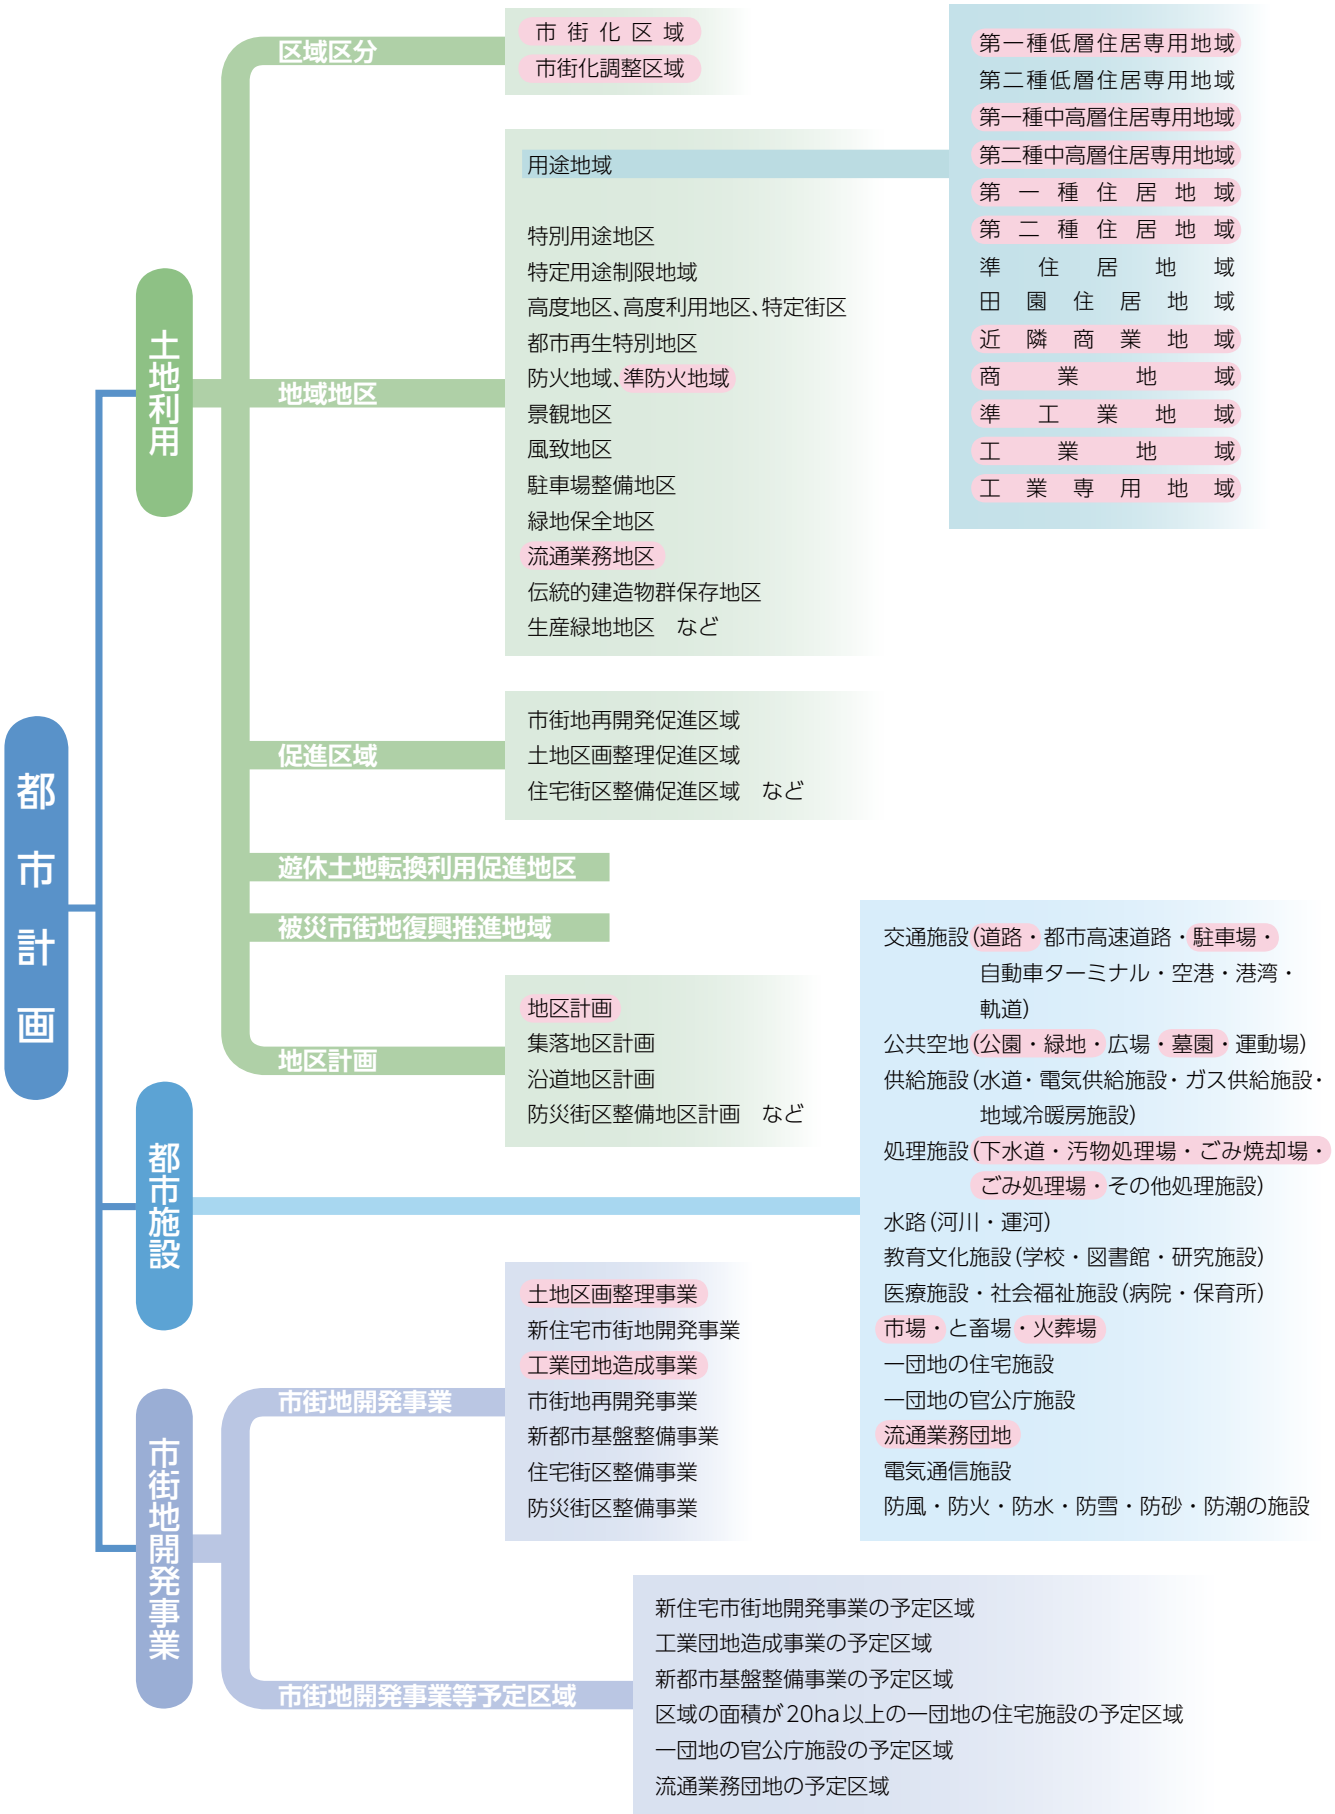 都市計画
土地利用
区域区分
市街化区域
市街化調整区域
地域地区
用途地域
特別用途地区
特定用途制限地域
高度地区、高度利用地区、特定街区
都市再生特別地区
防火地域、準防火地域
景観地区
風致地区
駐車場整備地区
緑地保全地区
流通業務地区
伝統的建造物群保存地区
生産緑地地区　など
第一種低層住居専用地域
第二種低層住居専用地域
第一種中高層住居専用地域
第二種中高層住居専用地域
第一種住居地域
第二種住居地域
準住居地域
田園住居地域
近隣商業地域
商業地域
準工業地域
工業地域
工業専用地域
促進区域
市街地再開発促進区域
土地区画整理促進区域
住宅街区整備促進区域　など
遊休土地転換利用促進地区
被災市街地復興推進地域
地区計画
地区計画
集落地区計画
沿道地区計画
防災街区整備地区計画　など
都市施設
交通施設(道路・都市高速道路・駐車場・
自動車ターミナル・空港・港湾・
軌道)
公共空地(公園・緑地・広場・墓園・運動場)
供給施設(水道・電気供給施設・ガス供給施設・
地域冷暖房施設)
処理施設(下水道・汚物処理場・ごみ焼却場・
ごみ処理場・その他処理施設)
水路(河川・運河)
教育文化施設(学校・図書館・研究施設)
医療施設・社会福祉施設(病院・保育所)
市場・と畜場・火葬場
一団地の住宅施設
一団地の官公庁施設
流通業務団地
電気通信施設
防風・防火・防水・防雪・防砂・防潮の施設
市街地開発事業
市街地開発事業
土地区画整理事業
新住宅市街地開発事業
工業団地造成事業
市街地再開発事業
新都市基盤整備事業
住宅街区整備事業
防災街区整備事業
市街地開発事業等予定区域
新住宅市街地開発事業の予定区域
工業団地造成事業の予定区域
新都市基盤整備事業の予定区域
区域の面積が20ha以上の一団地の住宅施設の予定区域
一団地の官公庁施設の予定区域
流通業務団地の予定区域